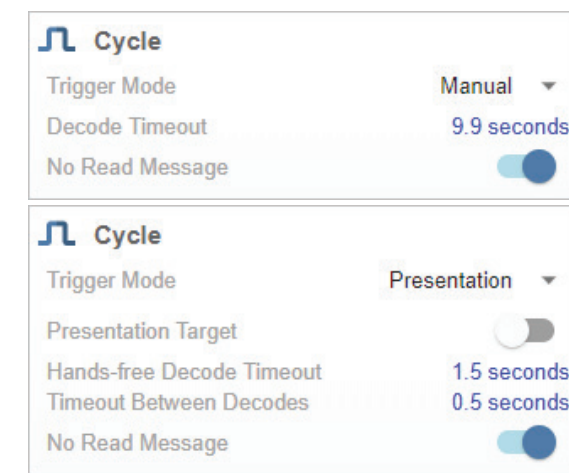 Cycle
Trigger Mode Manual
Decode Timeout 9.9 seconds
No Read Message
Cycle
Trigger Mode Presentation
Presentation Target
Hands-free Decode Timeout 1.5 seconds
Timeout Between Decodes 0.5 seconds
No Read Message